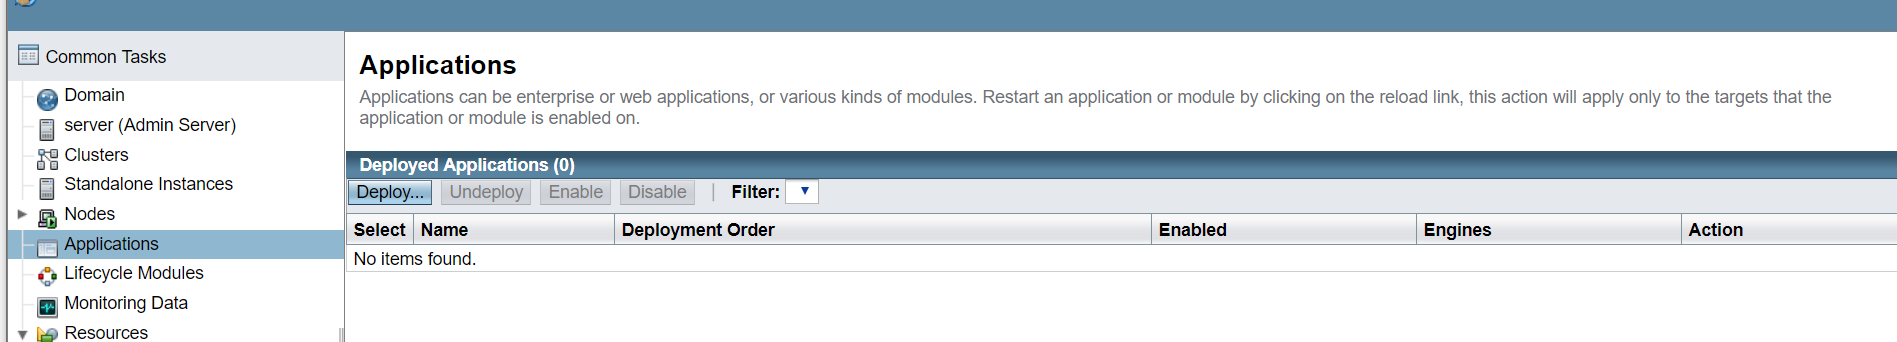 Common Tasks
Domain
server (Admin Server)
Clusters
Standalone Instances
Nodes
Applications
Lifecycle Modules
Monitoring Data
Resources
Applications
Applications can be enterprise or web applications, or various kinds of modules. Restart an application or module by clicking on the reload link, this action will apply only to the targets that the
application or module is enabled on.
Deployed Applications (0)
Deploy... Undeploy Enable Disable | Filter:
Select Name Deployment Order Enabled Engines Action
No items found.